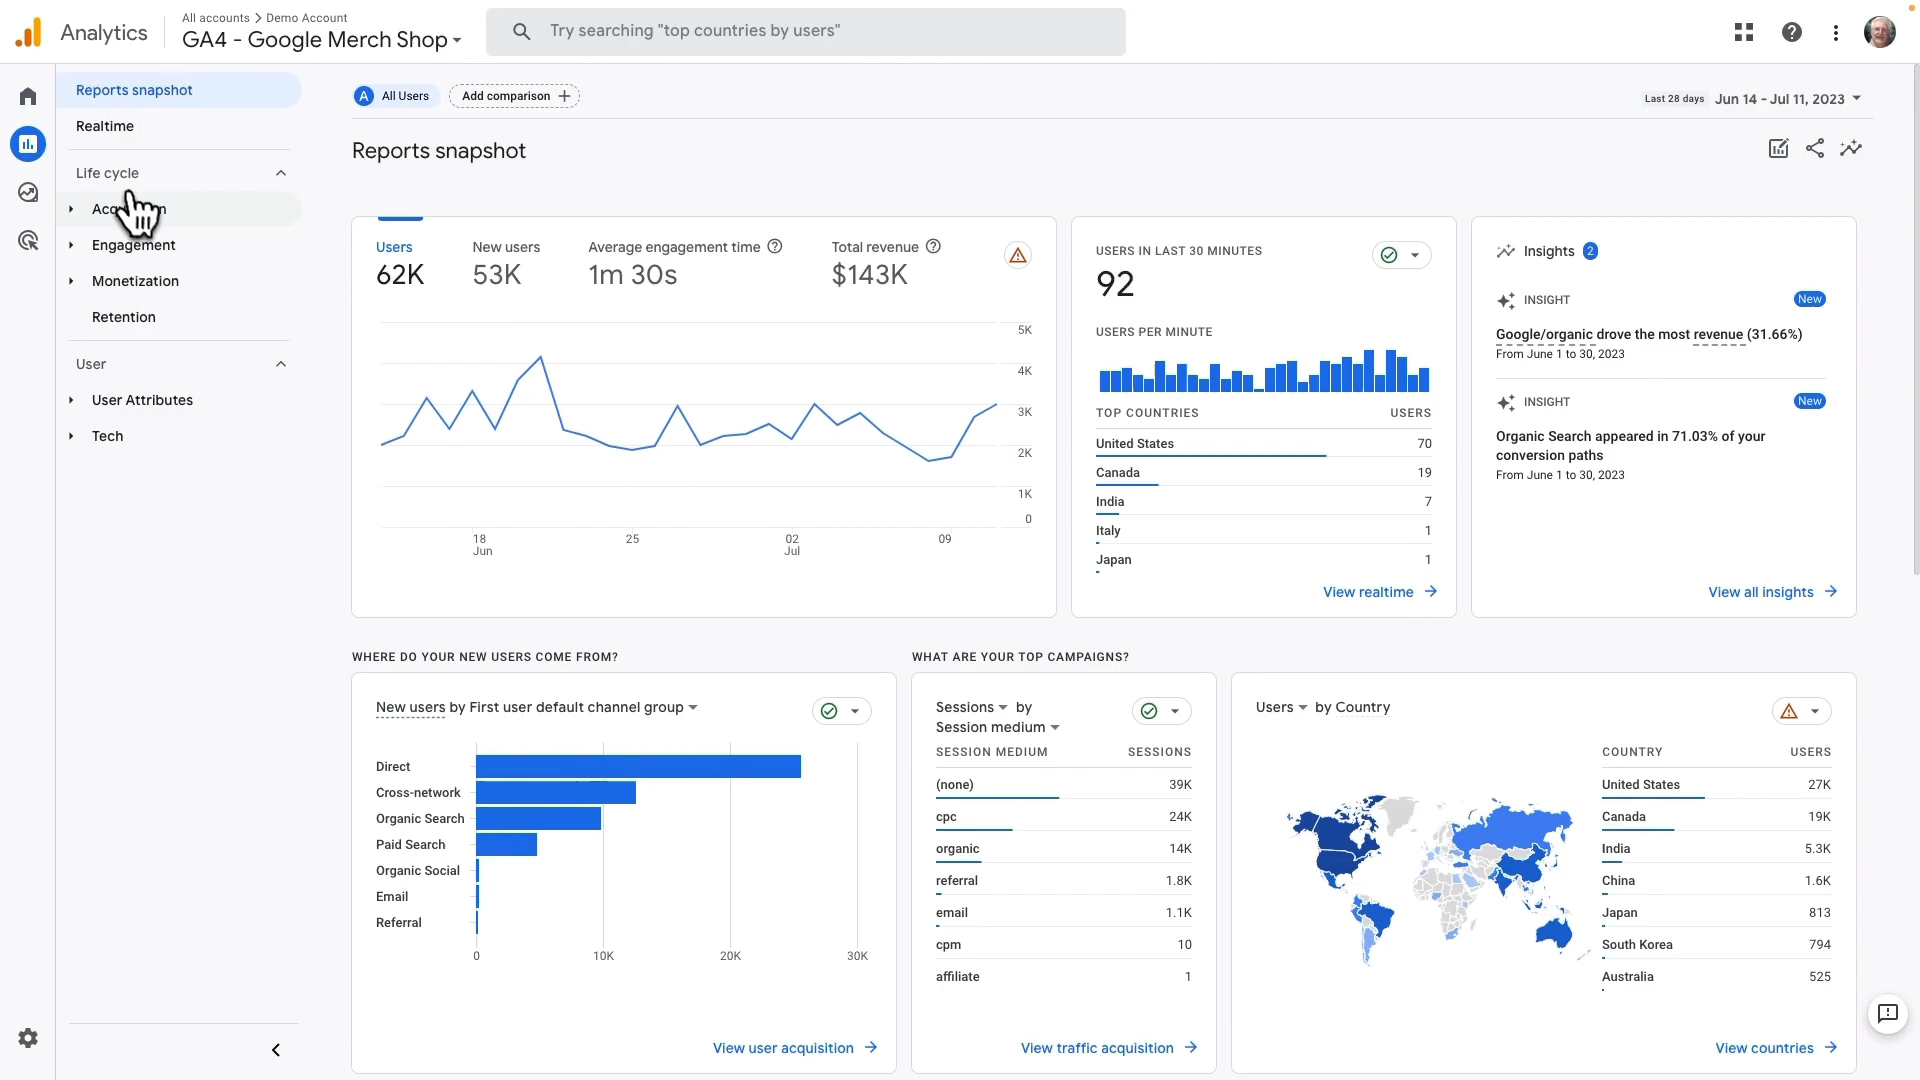 Analytics
All accounts > Demo Account
GA4 - Google Merch Shop
Try searching "top countries by users"
Reports snapshot
Realtime
Life cycle
Engagement
Monetization
Retention
User
User Attributes
Tech
A All Users
Add comparison +
Last 28 days Jun 14 - Jul 11, 2023
Reports snapshot
Users
62K
New users
53K
Average engagement time
1m 30s
Total revenue
$143K
5K
4K
3K
2K
1K
0
18
Jun
25
02
Jul
09
USERS IN LAST 30 MINUTES
92
USERS PER MINUTE
TOP COUNTRIES USERS
United States 70
Canada 19
India 7
Italy 1
Japan 1
View realtime
Insights 2
INSIGHT New
Google/organic drove the most revenue (31.66%)
From June 1 to 30, 2023
INSIGHT New
Organic Search appeared in 71.03% of your
conversion paths
From June 1 to 30, 2023
View all insights
WHERE DO YOUR NEW USERS COME FROM?
New users by First user default channel group
Direct
Cross-network
Organic Search
Paid Search
Organic Social
Email
Referral
0 10K 20K 30K
View user acquisition
WHAT ARE YOUR TOP CAMPAIGNS?
Sessions by
Session medium
SESSION MEDIUM SESSIONS
(none) 39K
cpc 24K
organic 14K
referral 1.8K
email 1.1K
cpm 10
affiliate 1
View traffic acquisition
Users by Country
COUNTRY USERS
United States 27K
Canada 19K
India 5.3K
China 1.6K
Japan 813
South Korea 794
Australia 525
View countries